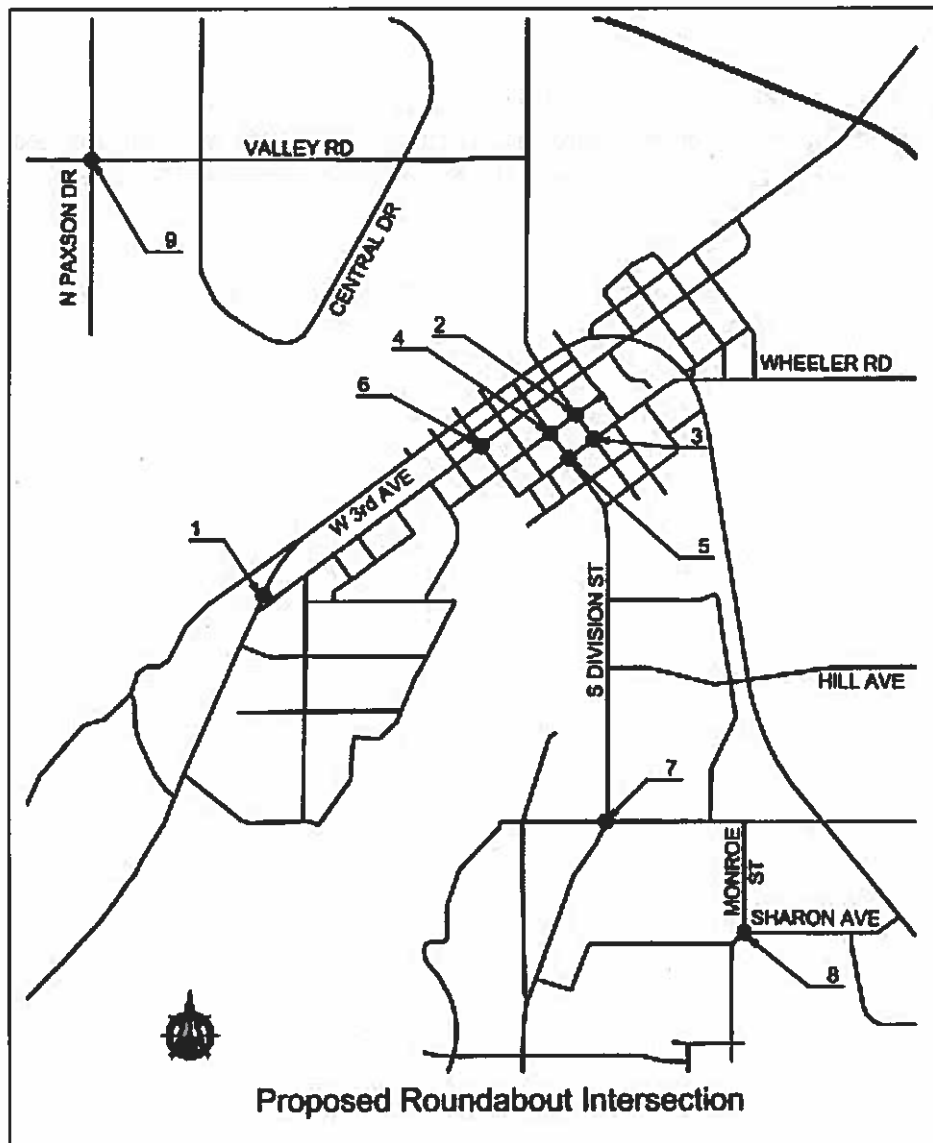 VALLEY RD
N PAXSON DR
9
CENTRAL DR
2
4
6
WHEELER RD
3
W 3rd AVE
1
5
S DIVISION ST
HILL AVE
7
MONROE
ST
SHARON AVE
8
Proposed Roundabout Intersection